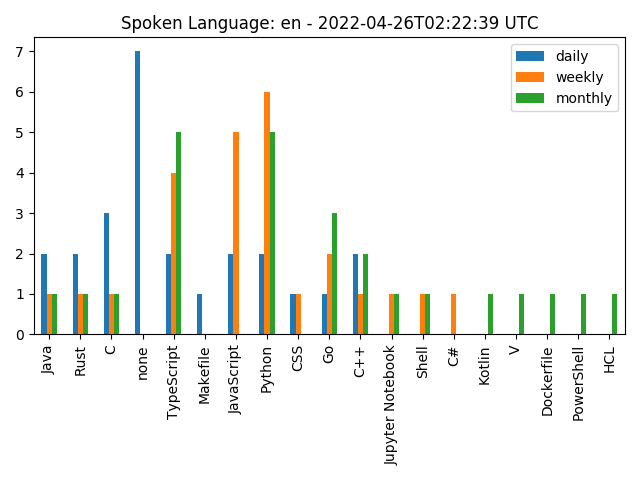 Spoken Language: en - 2022-04-26T02:22:39 UTC
daily
weekly
monthly
7
6
5
4
3
2
1
0
Java
Rust
C
none
TypeScript
Makefile
JavaScript
Python
CSS
Go
C++
Jupyter Notebook
Shell
C#
Kotlin
V
Dockerfile
PowerShell
HCL